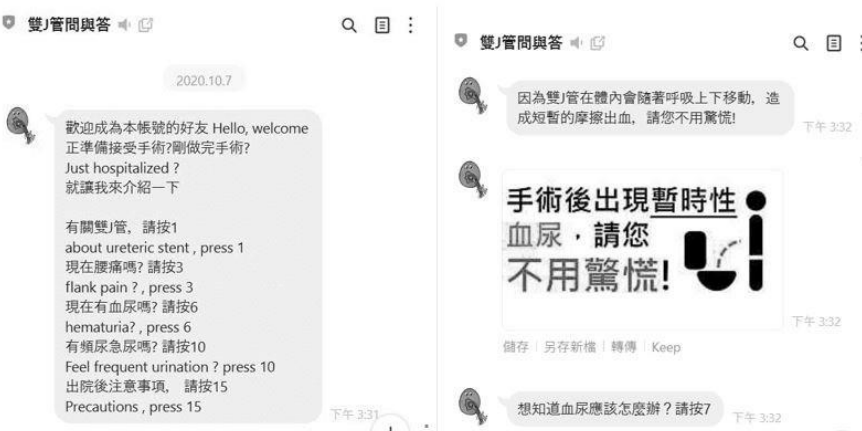 雙J管問與答
2020.10.7
歡迎成為本帳號的好友 Hello, welcome
正準備接受手術?剛做完手術?
Just hospitalized ?
就讓我來介紹一下
有關雙J管, 請按1
about ureteric stent , press 1
現在腰痛嗎? 請按3
flank pain ? , press 3
現在有血尿嗎? 請按6
hematuria? , press 6
有頻尿急尿嗎? 請按10
Feel frequent urination ? press 10
出院後注意事項, 請按15
Precautions , press 15
下午 3:31
雙J管問與答
因為雙J管在體內會隨著呼吸上下移動, 造
成短暫的摩擦出血, 請您不用驚慌!
下午 3:32
手術後出現暫時性
血尿，請您
不用驚慌!
下午 3:32
儲存 | 另存新檔 | 轉傳 | Keep
想知道血尿應該怎麼辦？請按7
下午 3:32